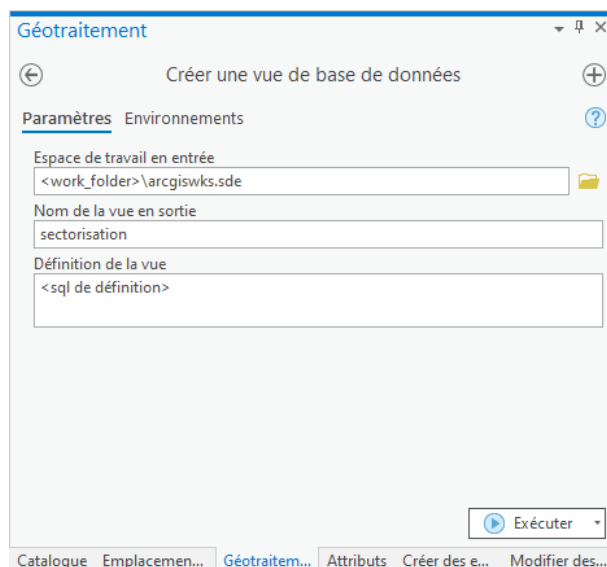 Géotraitement
Créer une vue de base de données
Paramètres Environnements
Espace de travail en entrée
<work_folder>\arcgiswks.sde
Nom de la vue en sortie
sectorisation
Définition de la vue
<sql de définition>
Exécuter
Catalogue Emplacemen... Géotraitem... Attributs Créer des e... Modifier des...